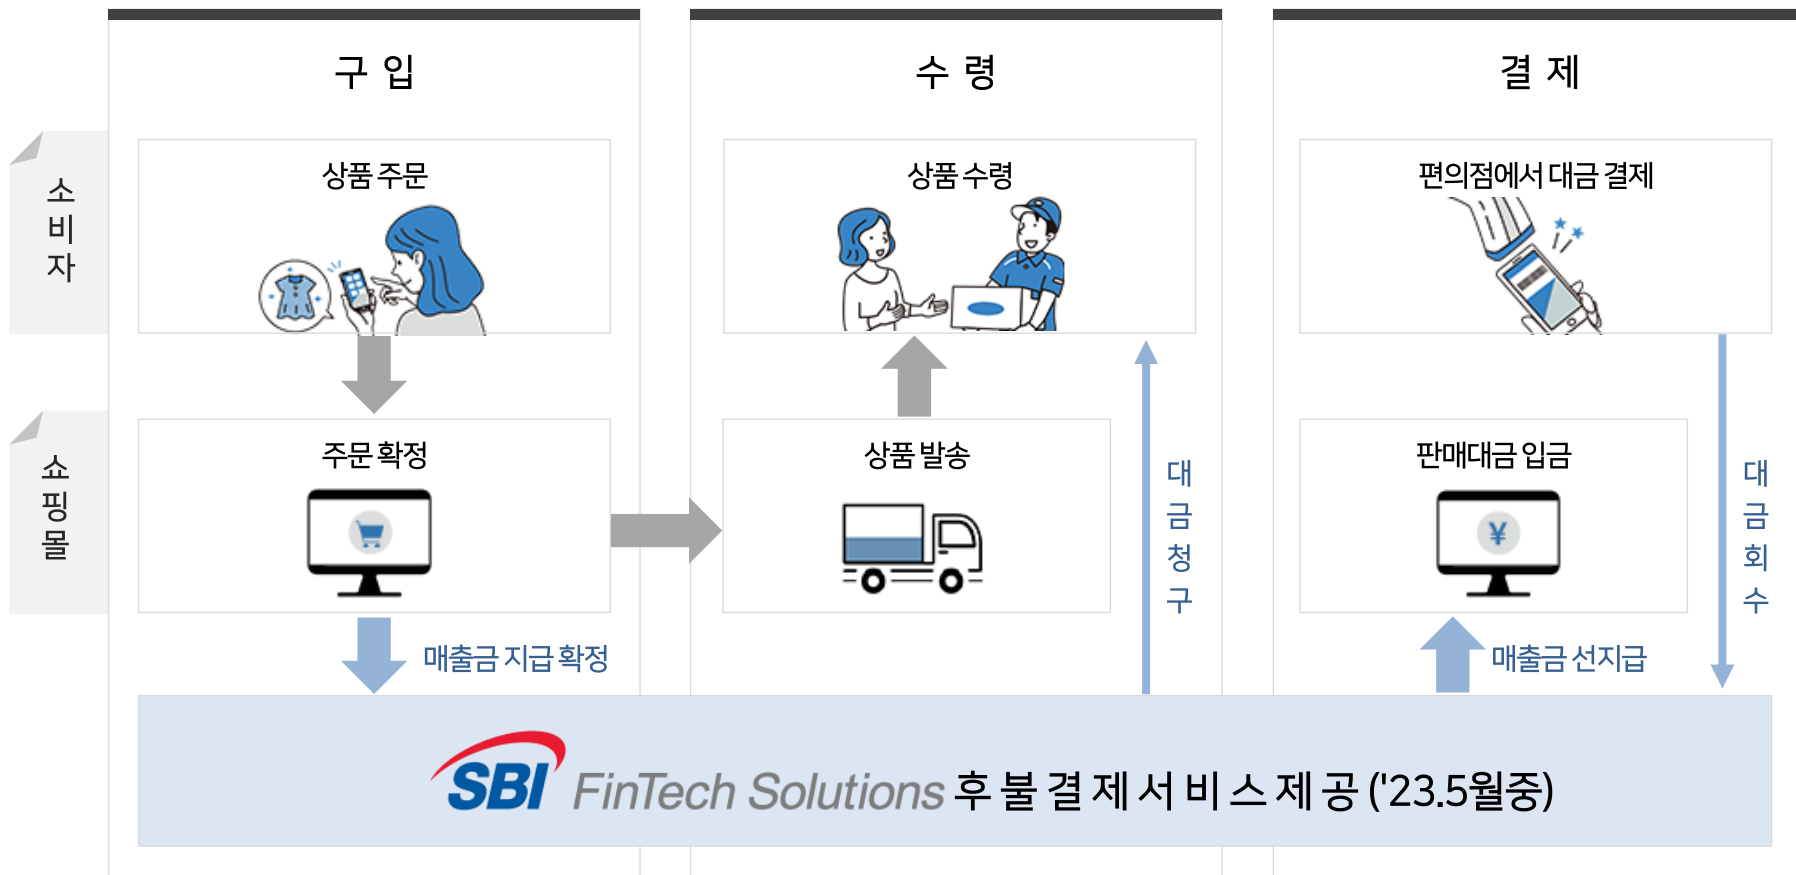 구 입
수 령
결 제
소비자
상품 주문
상품 수령
편의점에서 대금 결제
쇼핑몰
주문 확정
상품 발송
대금청구
판매대금 입금
¥
대금회수
매출금 지급 확정
매출금 선지급
SBI FinTech Solutions 후불결제서비스제공 ('23.5월중)